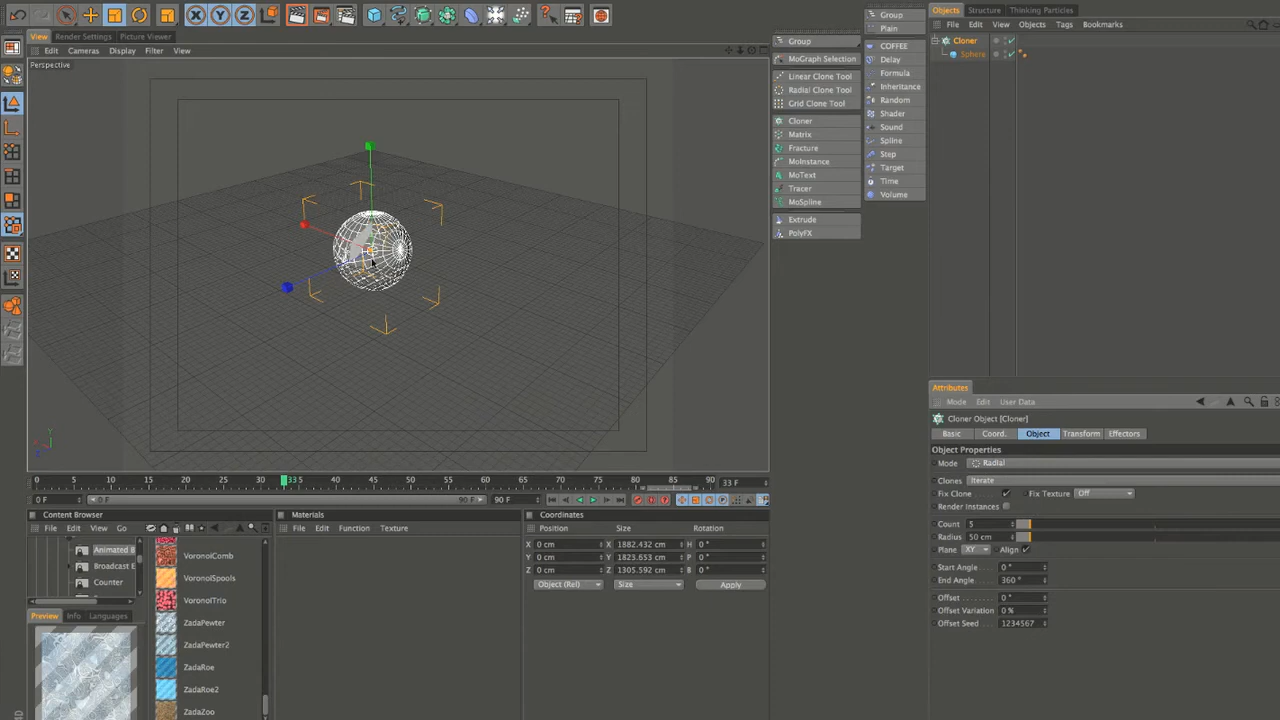 View Render Settings Picture Viewer
Edit Cameras Display Filter View
Perspective
Group
MoGraph Selection
Linear Clone Tool
Radial Clone Tool
Grid Clone Tool
Cloner
Matrix
Fracture
MoInstance
MoText
Tracer
MoSpline
Extrude
PolyFX
Group
Plain
COFFEE
Delay
Formula
Inheritance
Random
Shader
Sound
Spline
Step
Target
Time
Volume
Objects Structure Thinking Particles
File Edit View Objects Tags Bookmarks
Cloner
Sphere
Attributes
Mode Edit User Data
Cloner Object [Cloner]
Basic Coord. Object Transform Effectors
Object Properties
Mode Radial
Clones Iterate
Fix Clone Fix Texture Off
Render Instances
Count 5
Radius 50 cm
Plane XY Align
Start Angle 0 °
End Angle 360 °
Offset 0 °
Offset Variation 0 %
Offset Seed 1234567
0 5 10 15 20 25 30 33 5 40 45 50 55 60 65 70 75 80 85 90 33 F
0 F 0 F 90 F 90 F
Content Browser
File Edit View Go
Animated B
Broadcast E
Counter
VoronoiComb
VoronoiSpools
VoronoiTrio
ZadaPewter
ZadaPewter2
ZadaRoe
ZadaRoe2
ZadaZoo
Preview Info Languages
Materials
File Edit Function Texture
Coordinates
Position Size Rotation
X 0 cm X 1882.432 cm H 0 °
Y 0 cm Y 1823.653 cm P 0 °
Z 0 cm Z 1305.592 cm B 0 °
Object (Rel) Size Apply